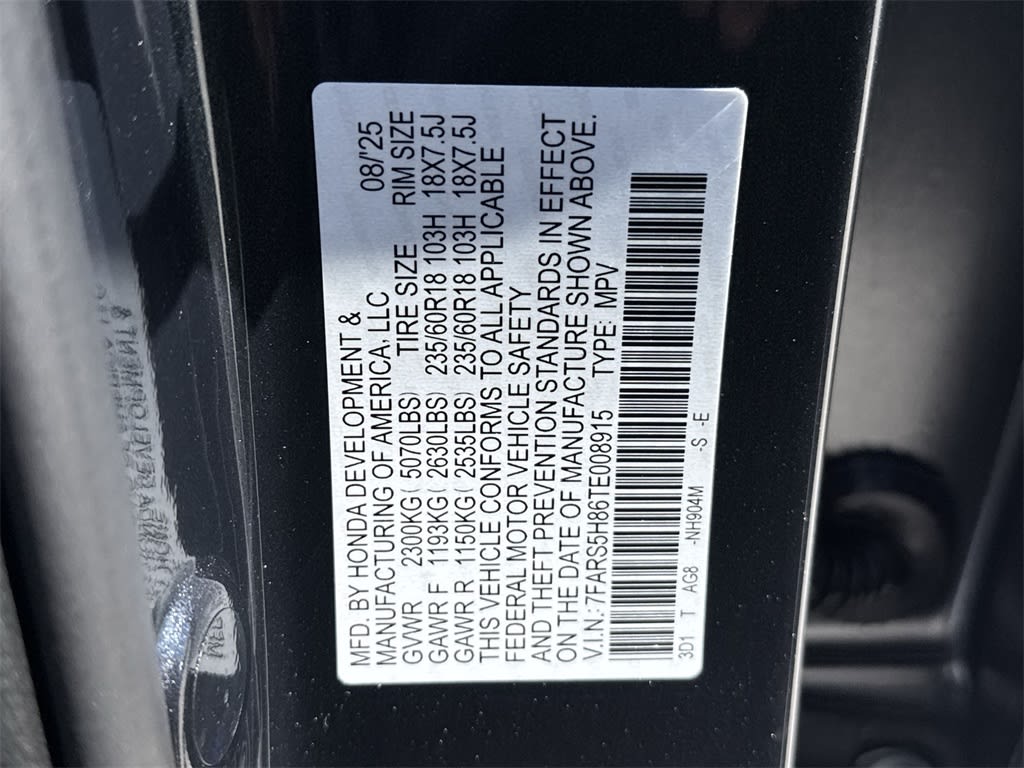 MFD. BY HONDA DEVELOPMENT & 08/'25
MANUFACTURING OF AMERICA, LLC
GVWR 2300KG( 5070LBS) TIRE SIZE RIM SIZE
GAWR F 1193KG( 2630LBS) 235/60R18 103H 18X7.5J
GAWR R 1150KG( 2535LBS) 235/60R18 103H 18X7.5J
THIS VEHICLE CONFORMS TO ALL APPLICABLE
FEDERAL MOTOR VEHICLE SAFETY
AND THEFT PREVENTION STANDARDS IN EFFECT
ON THE DATE OF MANUFACTURE SHOWN ABOVE.
V.I.N.: 7FARS5H86TE008915 TYPE: MPV
3D1 T AG8 -NH904M -S -E